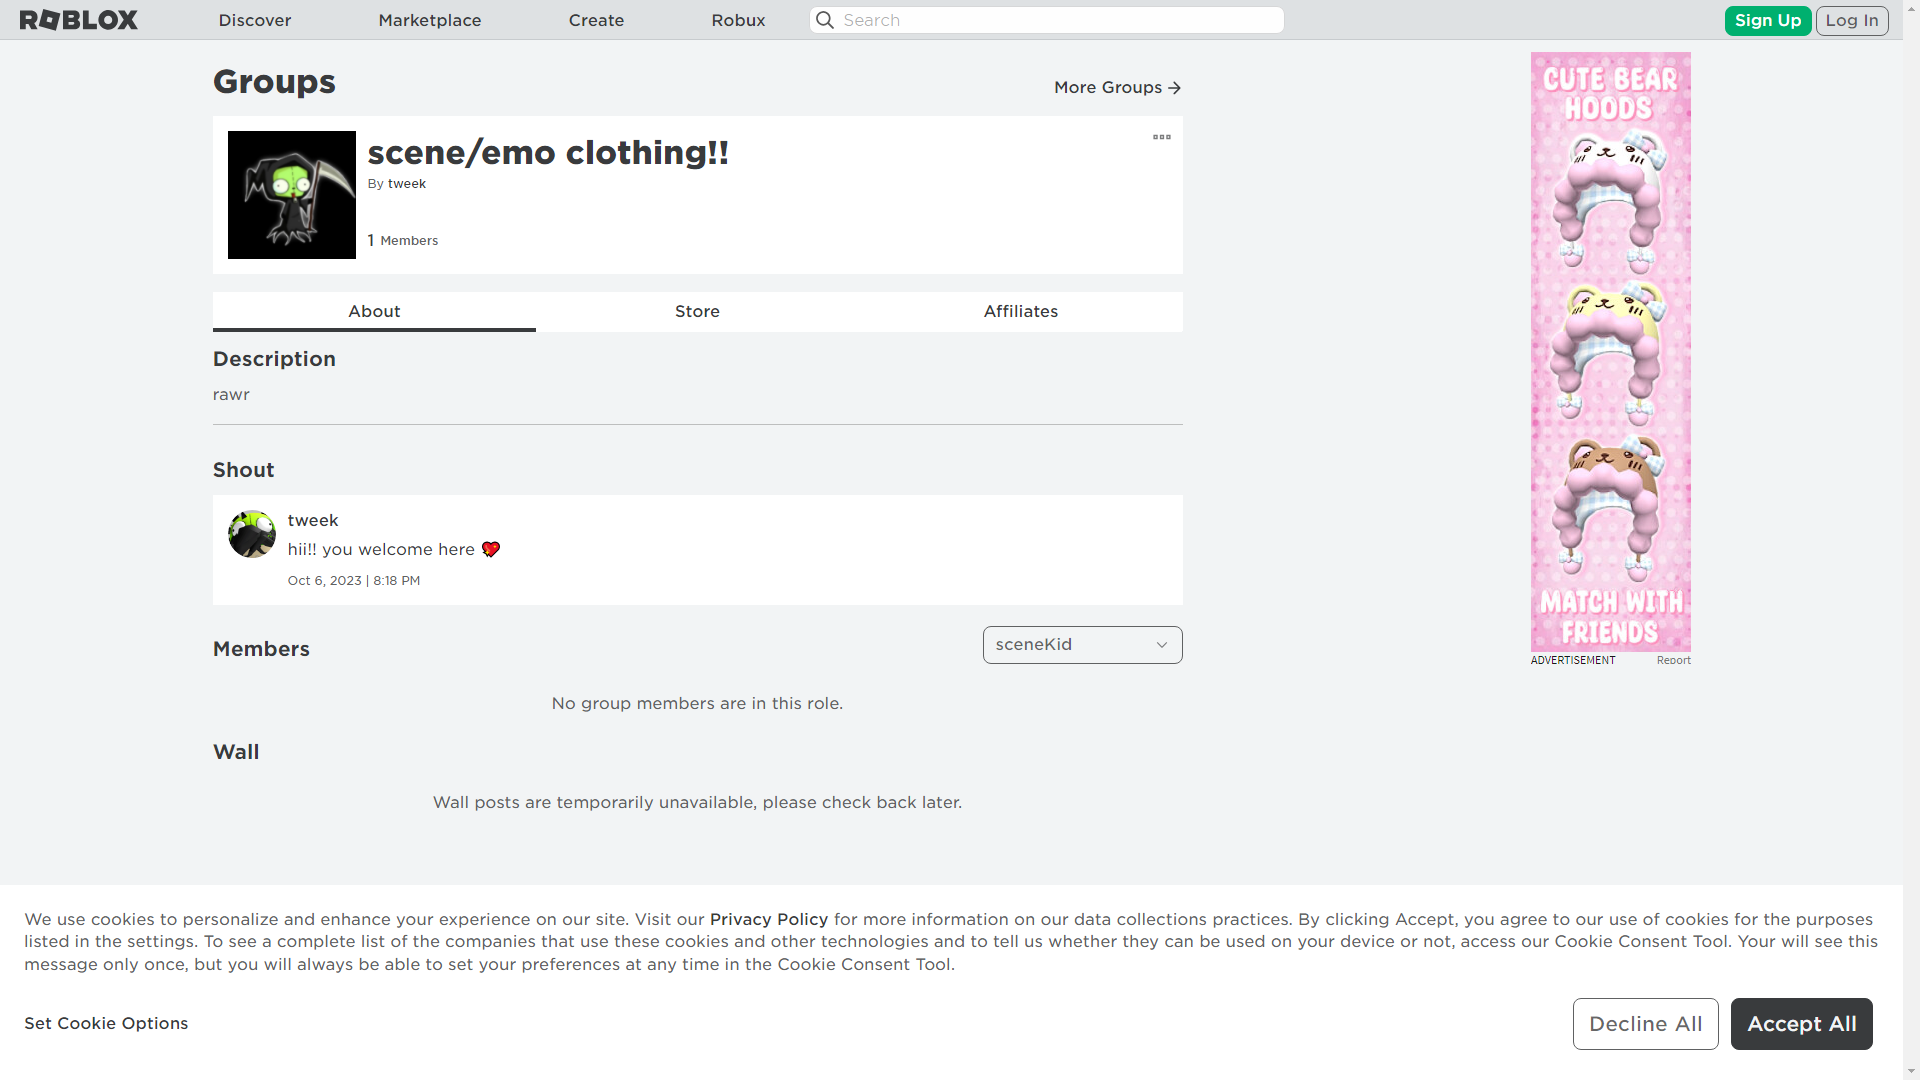 ROBLOX
Discover
Marketplace
Create
Robux
Search
Sign Up
Log In
Groups
More Groups
scene/emo clothing!!
By tweek
1 Members
About
Store
Affiliates
Description
rawr
Shout
tweek
hii!! you welcome here 💘
Oct 6, 2023 | 8:18 PM
Members
sceneKid
No group members are in this role.
Wall
Wall posts are temporarily unavailable, please check back later.
CUTE BEAR
HOODS
MATCH WITH
FRIENDS
ADVERTISEMENT
Report
We use cookies to personalize and enhance your experience on our site. Visit our Privacy Policy for more information on our data collections practices. By clicking Accept, you agree to our use of cookies for the purposes
listed in the settings. To see a complete list of the companies that use these cookies and other technologies and to tell us whether they can be used on your device or not, access our Cookie Consent Tool. Your will see this
message only once, but you will always be able to set your preferences at any time in the Cookie Consent Tool.
Set Cookie Options
Decline All
Accept All